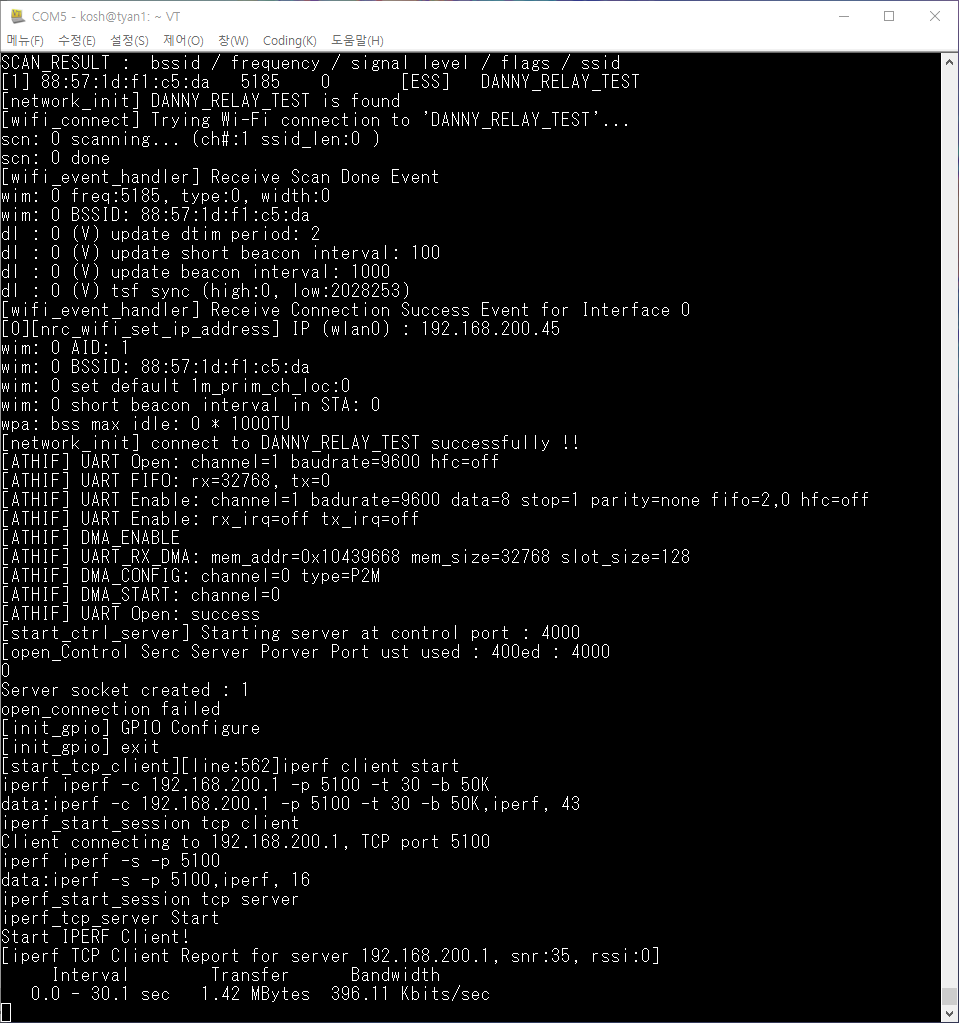 COM5 - kosh@tyan1: ~ VT
메뉴(F) 수정(E) 설정(S) 제어(O) 창(W) Coding(K) 도움말(H)
SCAN_RESULT :  bssid / frequency / signal level / flags / ssid
[1] 88:57:1d:f1:c5:da   5185    0       [ESS]   DANNY_RELAY_TEST
[network_init] DANNY_RELAY_TEST is found
[wifi_connect] Trying Wi-Fi connection to 'DANNY_RELAY_TEST'...
scn: 0 scanning... (ch#:1 ssid_len:0 )
scn: 0 done
[wifi_event_handler] Receive Scan Done Event
wim: 0 freq:5185, type:0, width:0
wim: 0 BSSID: 88:57:1d:f1:c5:da
dl : 0 (V) update dtim period: 2
dl : 0 (V) update short beacon interval: 100
dl : 0 (V) update beacon interval: 1000
dl : 0 (V) tsf sync (high:0, low:2028253)
[wifi_event_handler] Receive Connection Success Event for Interface 0
[0][nrc_wifi_set_ip_address] IP (wlan0) : 192.168.200.45
wim: 0 AID: 1
wim: 0 BSSID: 88:57:1d:f1:c5:da
wim: 0 set default 1m_prim_ch_loc:0
wim: 0 short beacon interval in STA: 0
wpa: bss max idle: 0 * 1000TU
[network_init] connect to DANNY_RELAY_TEST successfully !!
[ATHIF] UART Open: channel=1 baudrate=9600 hfc=off
[ATHIF] UART FIFO: rx=32768, tx=0
[ATHIF] UART Enable: channel=1 badurate=9600 data=8 stop=1 parity=none fifo=2,0 hfc=off
[ATHIF] UART Enable: rx_irq=off tx_irq=off
[ATHIF] DMA_ENABLE
[ATHIF] UART_RX_DMA: mem_addr=0x10439668 mem_size=32768 slot_size=128
[ATHIF] DMA_CONFIG: channel=0 type=P2M
[ATHIF] DMA_START: channel=0
[ATHIF] UART Open: success
[start_ctrl_server] Starting server at control port : 4000
[open_Control Serc Server Porver Port ust used : 400ed : 4000
0
Server socket created : 1
open_connection failed
[init_gpio] GPIO Configure
[init_gpio] exit
[start_tcp_client][line:562]iperf client start
iperf iperf -c 192.168.200.1 -p 5100 -t 30 -b 50K
data:iperf -c 192.168.200.1 -p 5100 -t 30 -b 50K,iperf, 43
iperf_start_session tcp client
Client connecting to 192.168.200.1, TCP port 5100
iperf iperf -s -p 5100
data:iperf -s -p 5100,iperf, 16
iperf_start_session tcp server
iperf_tcp_server Start
Start IPERF Client!
[iperf TCP Client Report for server 192.168.200.1, snr:35, rssi:0]
     Interval        Transfer      Bandwidth
   0.0 - 30.1 sec   1.42 MBytes  396.11 Kbits/sec